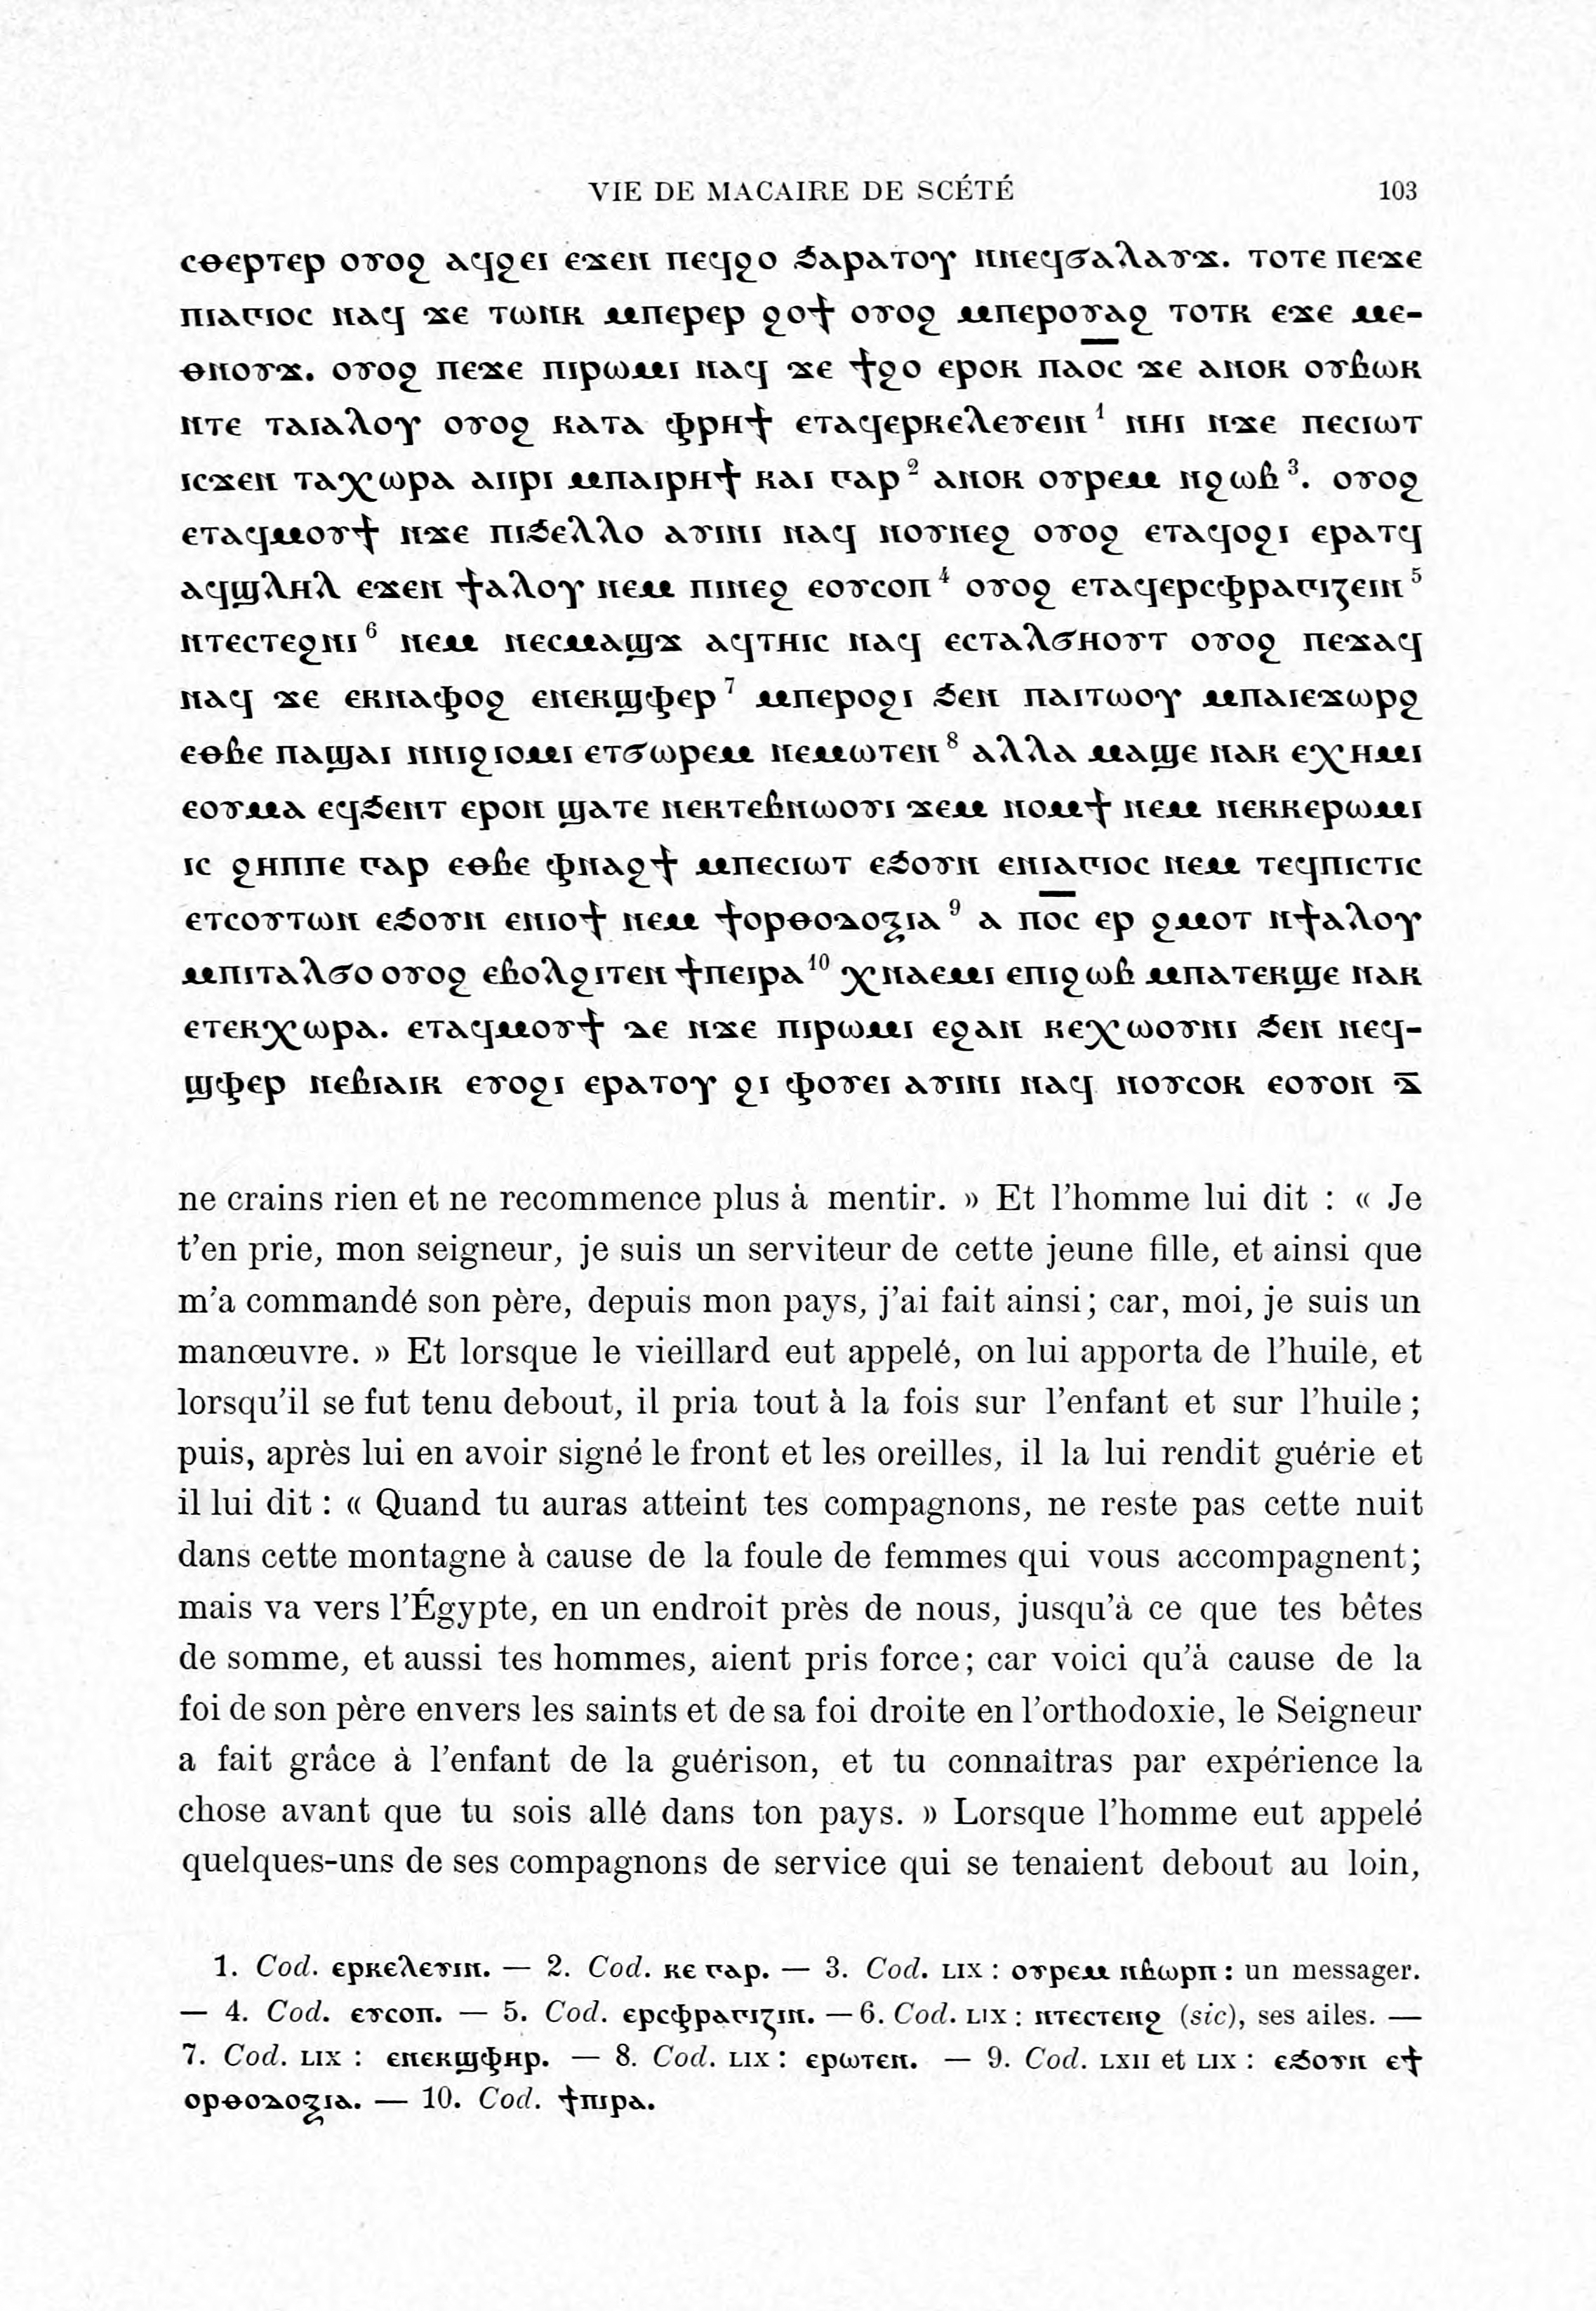 VIE DE MACAIRE DE SCÉTÉ 103
ⲥⲑⲉⲣⲧⲉⲣ ⲟⲩⲟϩ ⲁϥϩⲉⲓ ⲉϫⲉⲛ ⲡⲉϥϩⲟ ϧⲁⲣⲁⲧⲟⲩ ⲛⲛⲉϥϭⲁⲗⲁⲩϫ. ⲧⲟⲧⲉ ⲡⲉϫⲉ
ⲡⲓⲁⲅⲓⲟⲥ ⲛⲁϥ ϫⲉ ⲧⲱⲛⲕ ⲙⲡⲉⲣⲉⲣ ϩⲟϯ ⲟⲩⲟϩ ⲙⲡⲉⲣⲟⲩⲁϩ ⲧⲟⲧⲕ ⲉϫⲉ ⲙⲉ-
ⲑⲛⲟⲩϫ. ⲟⲩⲟϩ ⲡⲉϫⲉ ⲡⲓⲣⲱⲙⲓ ⲛⲁϥ ϫⲉ ϯϩⲟ ⲉⲣⲟⲕ ⲡⲁⲟ̅ⲥ̅ ϫⲉ ⲁⲛⲟⲕ ⲟⲩⲃⲱⲕ
ⲛⲧⲉ ⲧⲁⲓⲁⲗⲟⲩ ⲟⲩⲟϩ ⲕⲁⲧⲁ ⲫⲣⲏϯ ⲉⲧⲁϥⲉⲣⲕⲉⲗⲉⲩⲉⲓⲛ ¹ ⲛⲏⲓ ⲛϫⲉ ⲡⲉⲥⲓⲱⲧ
ⲓⲥϫⲉⲛ ⲧⲁⲭⲱⲣⲁ ⲁⲓⲓⲣⲓ ⲙⲡⲁⲓⲣⲏϯ ⲕⲁⲓ ⲅⲁⲣ ² ⲁⲛⲟⲕ ⲟⲩⲣⲉⲙ ⲛϩⲱⲃ ³. ⲟⲩⲟϩ
ⲉⲧⲁϥⲙⲟⲩϯ ⲛϫⲉ ⲡⲓϧⲉⲗⲗⲟ ⲁⲩⲓⲛⲓ ⲛⲁϥ ⲛⲟⲩⲛⲉϩ ⲟⲩⲟϩ ⲉⲧⲁϥⲟϩⲓ ⲉⲣⲁⲧϥ
ⲁϥϣⲗⲏⲗ ⲉϫⲉⲛ ϯⲁⲗⲟⲩ ⲛⲉⲙ ⲡⲓⲛⲉϩ ⲉⲟⲩⲥⲟⲡ ⁴ ⲟⲩⲟϩ ⲉⲧⲁϥⲉⲣⲥⲫⲣⲁⲅⲓⲍⲉⲓⲛ ⁵
ⲛⲧⲉⲥⲧⲉϩⲛⲓ ⁶ ⲛⲉⲙ ⲛⲉⲥⲙⲁϣϫ ⲁϥⲧⲏⲓⲥ ⲛⲁϥ ⲉⲥⲧⲁⲗϭⲏⲟⲩⲧ ⲟⲩⲟϩ ⲡⲉϫⲁϥ
ⲛⲁϥ ϫⲉ ⲉⲕⲛⲁⲫⲟϩ ⲉⲛⲉⲕϣⲫⲉⲣ ⁷ ⲙⲡⲉⲣⲟϩⲓ ϧⲉⲛ ⲡⲁⲓⲧⲱⲟⲩ ⲙⲡⲁⲓⲉϫⲱⲣϩ
ⲉⲑⲃⲉ ⲡⲁϣⲁⲓ ⲛⲛⲓϩⲓⲟⲙⲓ ⲉⲧϭⲱⲣⲉⲙ ⲛⲉⲙⲱⲧⲉⲛ ⁸ ⲁⲗⲗⲁ ⲙⲁϣⲉ ⲛⲁⲕ ⲉⲭⲏⲙⲓ
ⲉⲟⲩⲙⲁ ⲉϥϧⲉⲛⲧ ⲉⲣⲟⲛ ϣⲁⲧⲉ ⲛⲉⲕⲧⲉⲃⲛⲱⲟⲩⲓ ϫⲉⲙ ⲛⲟⲙϯ ⲛⲉⲙ ⲛⲉⲕⲕⲉⲣⲱⲙⲓ
ⲓⲥ ϩⲏⲡⲡⲉ ⲅⲁⲣ ⲉⲑⲃⲉ ⲫⲛⲁϩϯ ⲙⲡⲉⲥⲓⲱⲧ ⲉϧⲟⲩⲛ ⲉⲛⲓⲁⲅⲓⲟⲥ ⲛⲉⲙ ⲧⲉϥⲡⲓⲥⲧⲓⲥ
ⲉⲧⲥⲟⲩⲧⲱⲛ ⲉϧⲟⲩⲛ ⲉⲛⲓⲟϯ ⲛⲉⲙ ϯⲟⲣⲑⲟⲇⲟⲝⲓⲁ ⁹ ⲁ ⲡⲟ̅ⲥ̅ ⲉⲣ ϩⲙⲟⲧ ⲛϯⲁⲗⲟⲩ
ⲙⲡⲓⲧⲁⲗϭⲟ ⲟⲩⲟϩ ⲉⲃⲟⲗϩⲓⲧⲉⲛ ϯⲡⲉⲓⲣⲁ ¹⁰ ⲭⲛⲁⲉⲙⲓ ⲉⲡⲓϩⲱⲃ ⲙⲡⲁⲧⲉⲕϣⲉ ⲛⲁⲕ
ⲉⲧⲉⲕⲭⲱⲣⲁ. ⲉⲧⲁϥⲙⲟⲩϯ ⲇⲉ ⲛϫⲉ ⲡⲓⲣⲱⲙⲓ ⲉϩⲁⲛ ⲕⲉⲭⲱⲟⲩⲛⲓ ϧⲉⲛ ⲛⲉϥ-
ϣⲫⲉⲣ ⲛⲉⲃⲓⲁⲓⲕ ⲉⲩⲟϩⲓ ⲉⲣⲁⲧⲟⲩ ϩⲓ ⲫⲟⲩⲉⲓ ⲁⲩⲓⲛⲓ ⲛⲁϥ ⲛⲟⲩⲥⲟⲕ ⲉⲟⲩⲟⲛ ⲇ̅
ne crains rien et ne recommence plus à mentir. » Et l'homme lui dit : « Je
t'en prie, mon seigneur, je suis un serviteur de cette jeune fille, et ainsi que
m'a commandé son père, depuis mon pays, j'ai fait ainsi; car, moi, je suis un
manœuvre. » Et lorsque le vieillard eut appelé, on lui apporta de l'huile, et
lorsqu'il se fut tenu debout, il pria tout à la fois sur l'enfant et sur l'huile;
puis, après lui en avoir signé le front et les oreilles, il la lui rendit guérie et
il lui dit : « Quand tu auras atteint tes compagnons, ne reste pas cette nuit
dans cette montagne à cause de la foule de femmes qui vous accompagnent;
mais va vers l'Égypte, en un endroit près de nous, jusqu'à ce que tes bêtes
de somme, et aussi tes hommes, aient pris force; car voici qu'à cause de la
foi de son père envers les saints et de sa foi droite en l'orthodoxie, le Seigneur
a fait grâce à l'enfant de la guérison, et tu connaîtras par expérience la
chose avant que tu sois allé dans ton pays. » Lorsque l'homme eut appelé
quelques-uns de ses compagnons de service qui se tenaient debout au loin,
1. Cod. ⲉⲣⲕⲉⲗⲉⲩⲓⲛ. — 2. Cod. ⲕⲉ ⲅⲁⲣ. — 3. Cod. LIX : ⲟⲩⲣⲉⲙ ⲛⲃⲱⲣⲡ : un messager.
— 4. Cod. ⲉⲩⲥⲟⲡ. — 5. Cod. ⲉⲣⲥⲫⲣⲁⲅⲓⲍⲓⲛ. — 6. Cod. LIX : ⲛⲧⲉⲥⲧⲉⲛϩ (sic), ses ailes. —
7. Cod. LIX : ⲉⲛⲉⲕϣⲫⲏⲣ. — 8. Cod. LIX : ⲉⲣⲱⲧⲉⲛ. — 9. Cod. LXII et LIX : ⲉϧⲟⲩⲛ ⲉϯ
ⲟⲣⲑⲟⲇⲟⲝⲓⲁ. — 10. Cod. ϯⲡⲓⲣⲁ.